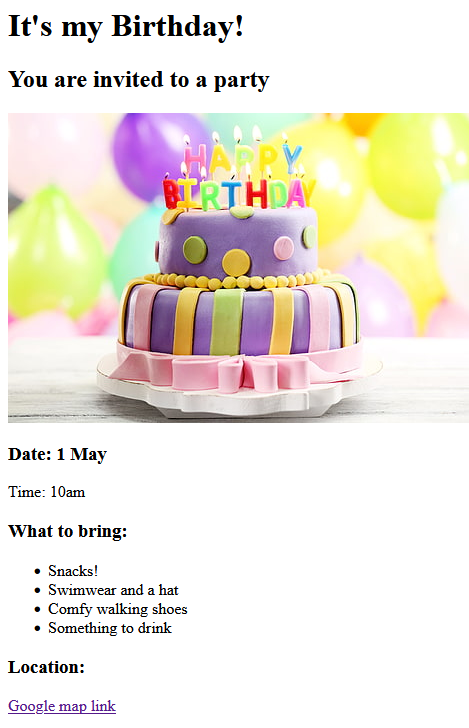 It's my Birthday!
You are invited to a party
HAPPY
BIRTHDAY
Date: 1 May
Time: 10am
What to bring:
Snacks!
Swimwear and a hat
Comfy walking shoes
Something to drink
Location:
Google map link